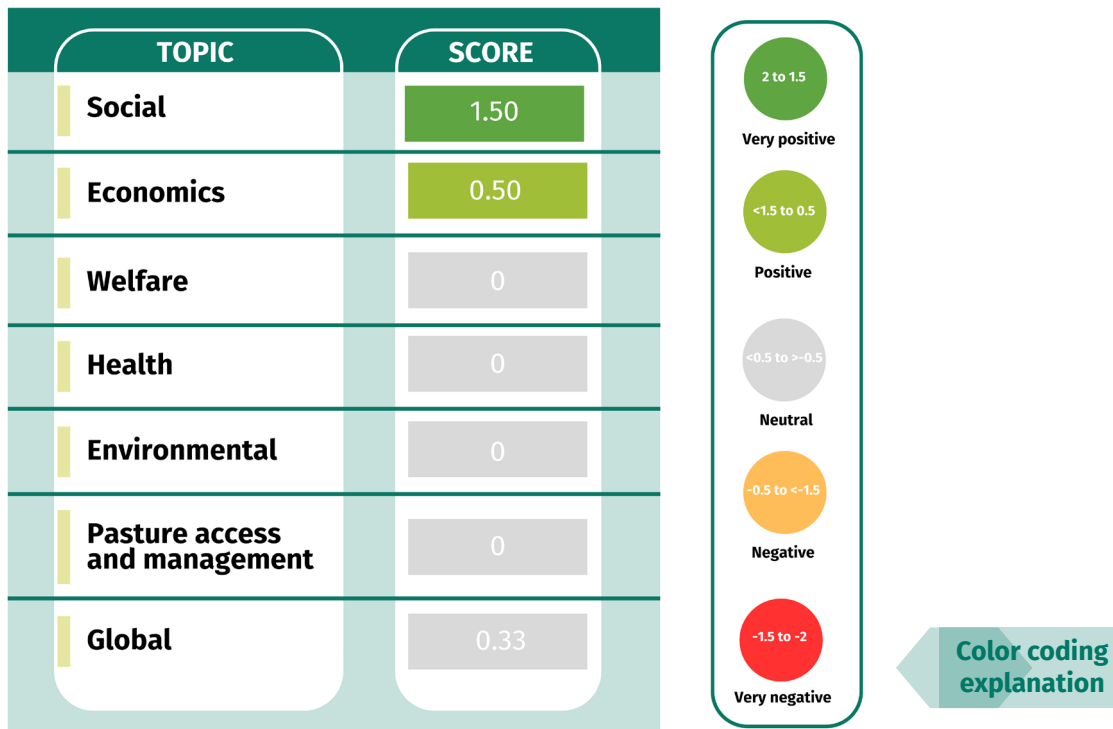 TOPIC SCORE
Social 1.50
Economics 0.50
Welfare 0
Health 0
Environmental 0
Pasture access
and management 0
Global 0.33
2 to 1.5
Very positive
<1.5 to 0.5
Positive
<0.5 to >-0.5
Neutral
-0.5 to <-1.5
Negative
-1.5 to -2
Very negative
Color coding
explanation